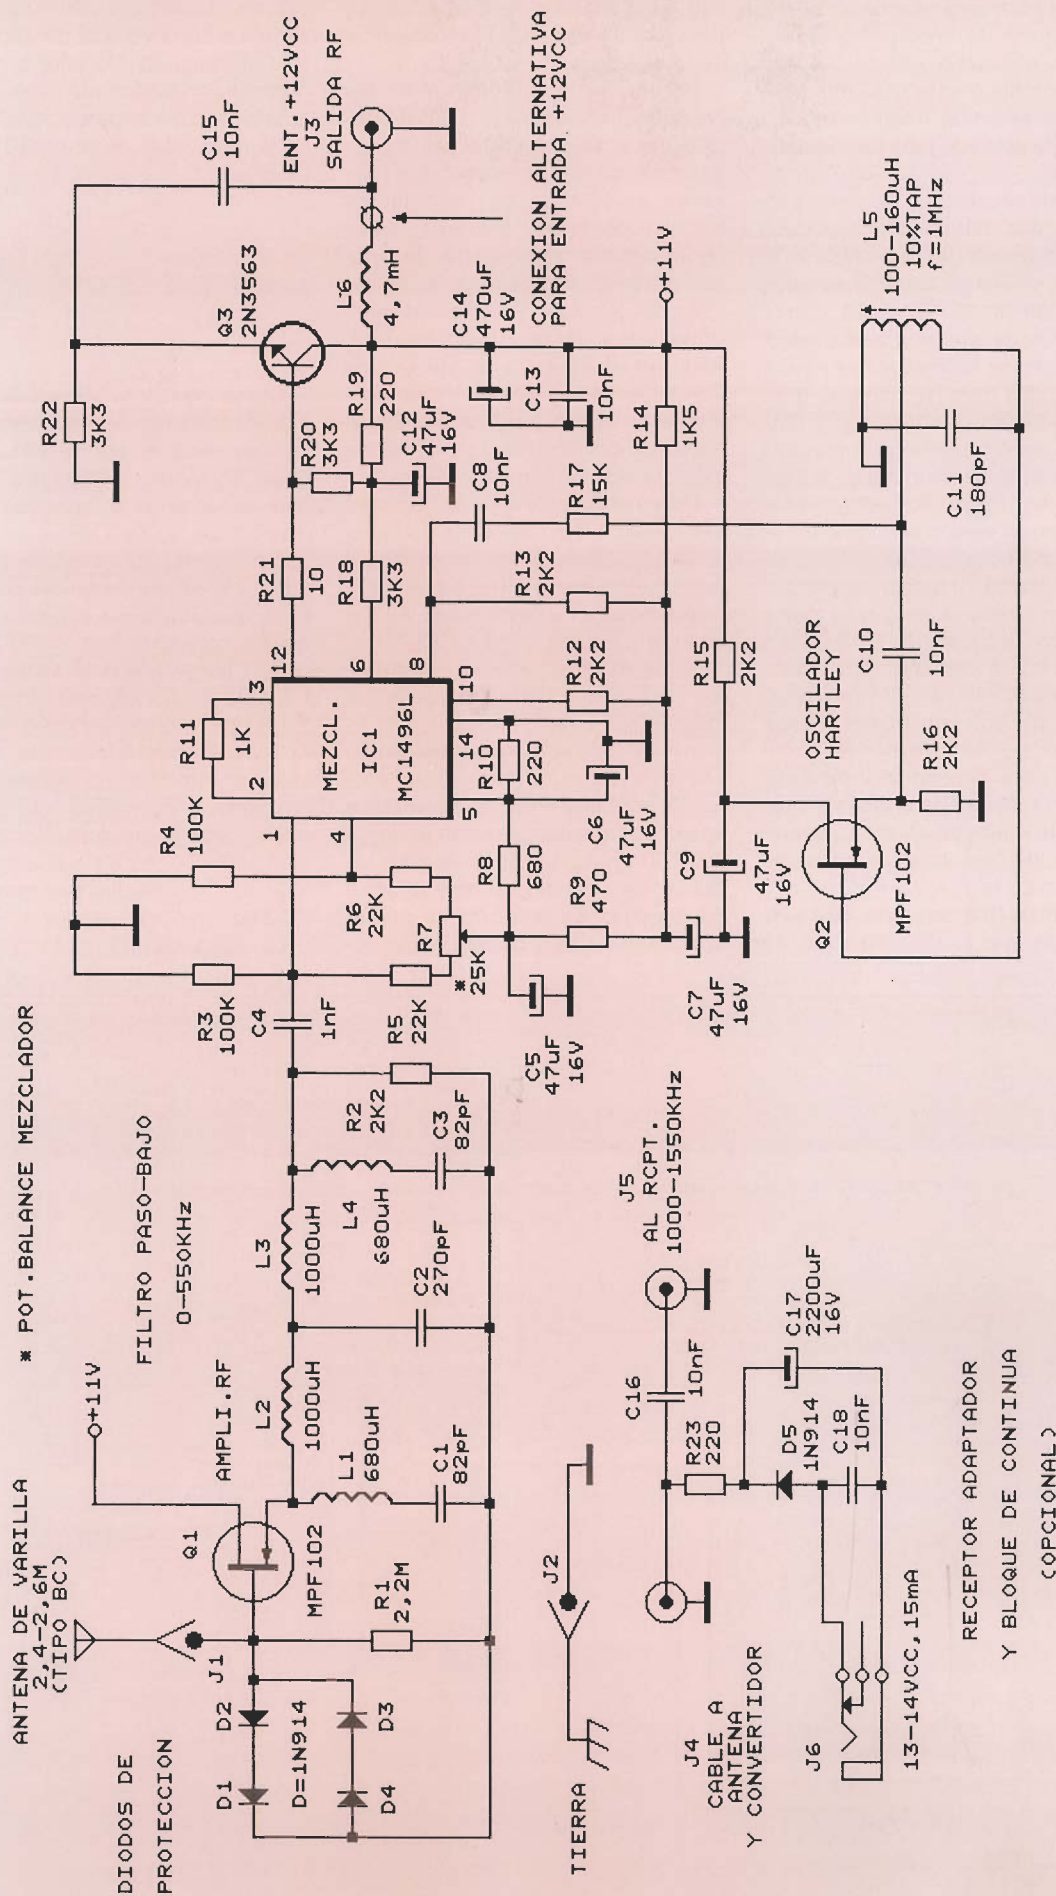 * POT.BALANCE MEZCLADOR
ANTENA DE VARILLA
2,4-2,6M
(TIPO BC)
+11V
FILTRO PASO-BAJO
0-550KHz
DIODOS DE
PROTECCION
D1
D2
D=1N914
D4
D3
J1
Q1
MPF102
R1
2,2M
AMPLI.RF
L2
1000uH
L1
680uH
C1
82pF
L3
1000uH
C2
270pF
L4
680uH
C3
82pF
R2
2K2
C4
1nF
R3
100K
R4
100K
R5
22K
R6
22K
R7
*
25K
C5
47uF
16V
R8
680
R9
470
R10
220
C6
47uF
16V
R11
1K
2
3
1
12
4
6
8
5
14
10
MEZCL.
IC1
MC1496L
R21
10
R18
3K3
R20
3K3
R19
220
C12
47uF
16V
R22
3K3
Q3
2N3563
C15
10nF
ENT.+12VCC
J3
SALIDA RF
L6
4,7mH
CONEXION ALTERNATIVA
PARA ENTRADA +12VCC
C14
470uF
16V
C13
10nF
C8
10nF
R17
15K
R13
2K2
R12
2K2
R14
1K5
+11V
C7
47uF
16V
C9
47uF
16V
R15
2K2
OSCILADOR
HARTLEY
Q2
MPF102
R16
2K2
C10
10nF
C11
180pF
L5
100-160uH
10%TAP
f=1MHz
TIERRA
J2
J4
CABLE A
ANTENA
Y CONVERTIDOR
C16
10nF
J5
AL RCPT.
1000-1550KHz
R23
220
D5
1N914
C17
2200uF
16V
C18
10nF
J6
13-14VCC,15mA
RECEPTOR ADAPTADOR
Y BLOQUE DE CONTINUA
(OPCIONAL)